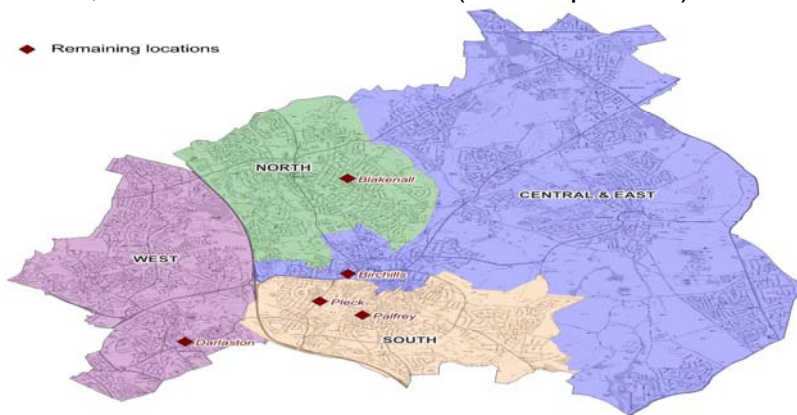 Remaining locations
NORTH
Blakenall
CENTRAL & EAST
WEST
Birchills
Pleck
Palfrey
SOUTH
Darlaston